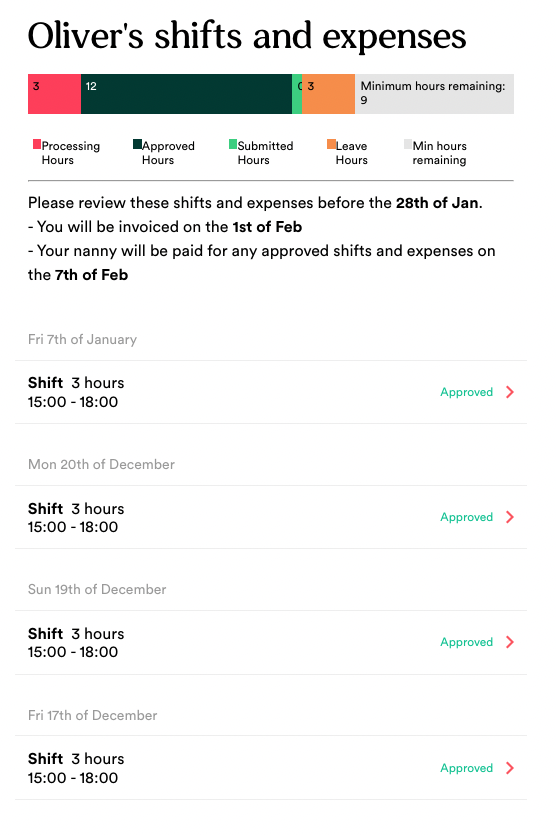 Oliver's shifts and expenses
3 12 0 3 Minimum hours remaining:
9
Processing Hours
Approved Hours
Submitted Hours
Leave Hours
Min hours remaining
Please review these shifts and expenses before the 28th of Jan.
- You will be invoiced on the 1st of Feb
- Your nanny will be paid for any approved shifts and expenses on
the 7th of Feb
Fri 7th of January
Shift 3 hours
15:00 - 18:00
Approved
Mon 20th of December
Shift 3 hours
15:00 - 18:00
Approved
Sun 19th of December
Shift 3 hours
15:00 - 18:00
Approved
Fri 17th of December
Shift 3 hours
15:00 - 18:00
Approved